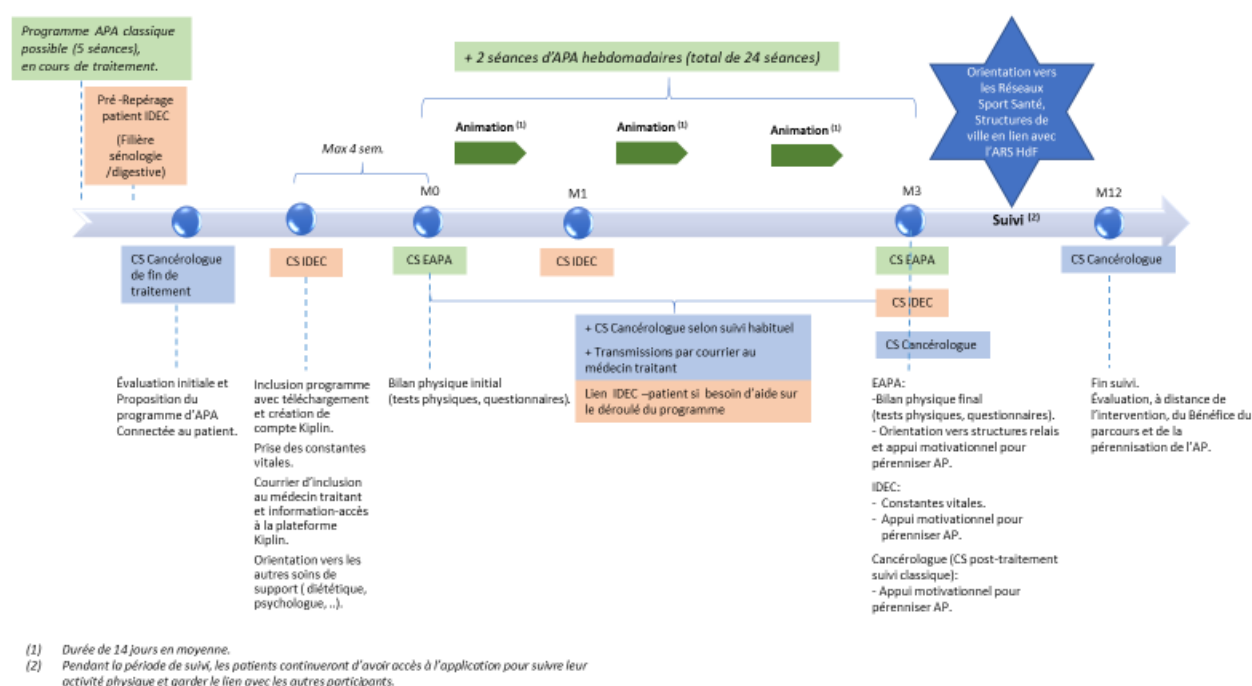 Programme APA classique
possible (5 séances),
en cours de traitement.
Pré -Repérage
patient IDEC
(Filière
sénologie
/digestive)
+ 2 séances d'APA hebdomadaires (total de 24 séances)
Orientation vers
les Réseaux
Sport Santé,
Structures de
ville en lien avec
l'ARS HdF
Max 4 sem.
Animation (1)
Animation (1)
Animation (1)
M0
M1
M3
Suivi (2)
M12
CS Cancérologue
de fin de
traitement
CS IDEC
CS EAPA
CS IDEC
CS EAPA
CS IDEC
CS Cancérologue
CS Cancérologue
+ CS Cancérologue selon suivi habituel
+ Transmissions par courrier au
médecin traitant
Lien IDEC –patient si besoin d'aide sur
le déroulé du programme
Évaluation initiale et
Proposition du
programme d'APA
Connectée au patient.
Inclusion programme
avec téléchargement
et création de
compte Kiplin.
Prise des constantes
vitales.
Courrier d'inclusion
au médecin traitant
et information-accès
à la plateforme
Kiplin.
Orientation vers les
autres soins de
support ( diététique,
psychologue, ..).
Bilan physique initial
(tests physiques, questionnaires).
EAPA:
-Bilan physique final
(tests physiques, questionnaires).
- Orientation vers structures relais
et appui motivationnel pour
pérenniser AP.
IDEC:
- Constantes vitales.
- Appui motivationnel pour
pérenniser AP.
Cancérologue (CS post-traitement
suivi classique):
- Appui motivationnel pour
pérenniser AP.
Fin suivi.
Évaluation, à distance de
l'intervention, du Bénéfice du
parcours et de la
pérennisation de l'AP.
(1) Durée de 14 jours en moyenne.
(2) Pendant la période de suivi, les patients continueront d'avoir accès à l'application pour suivre leur
activité physique et garder le lien avec les autres participants.